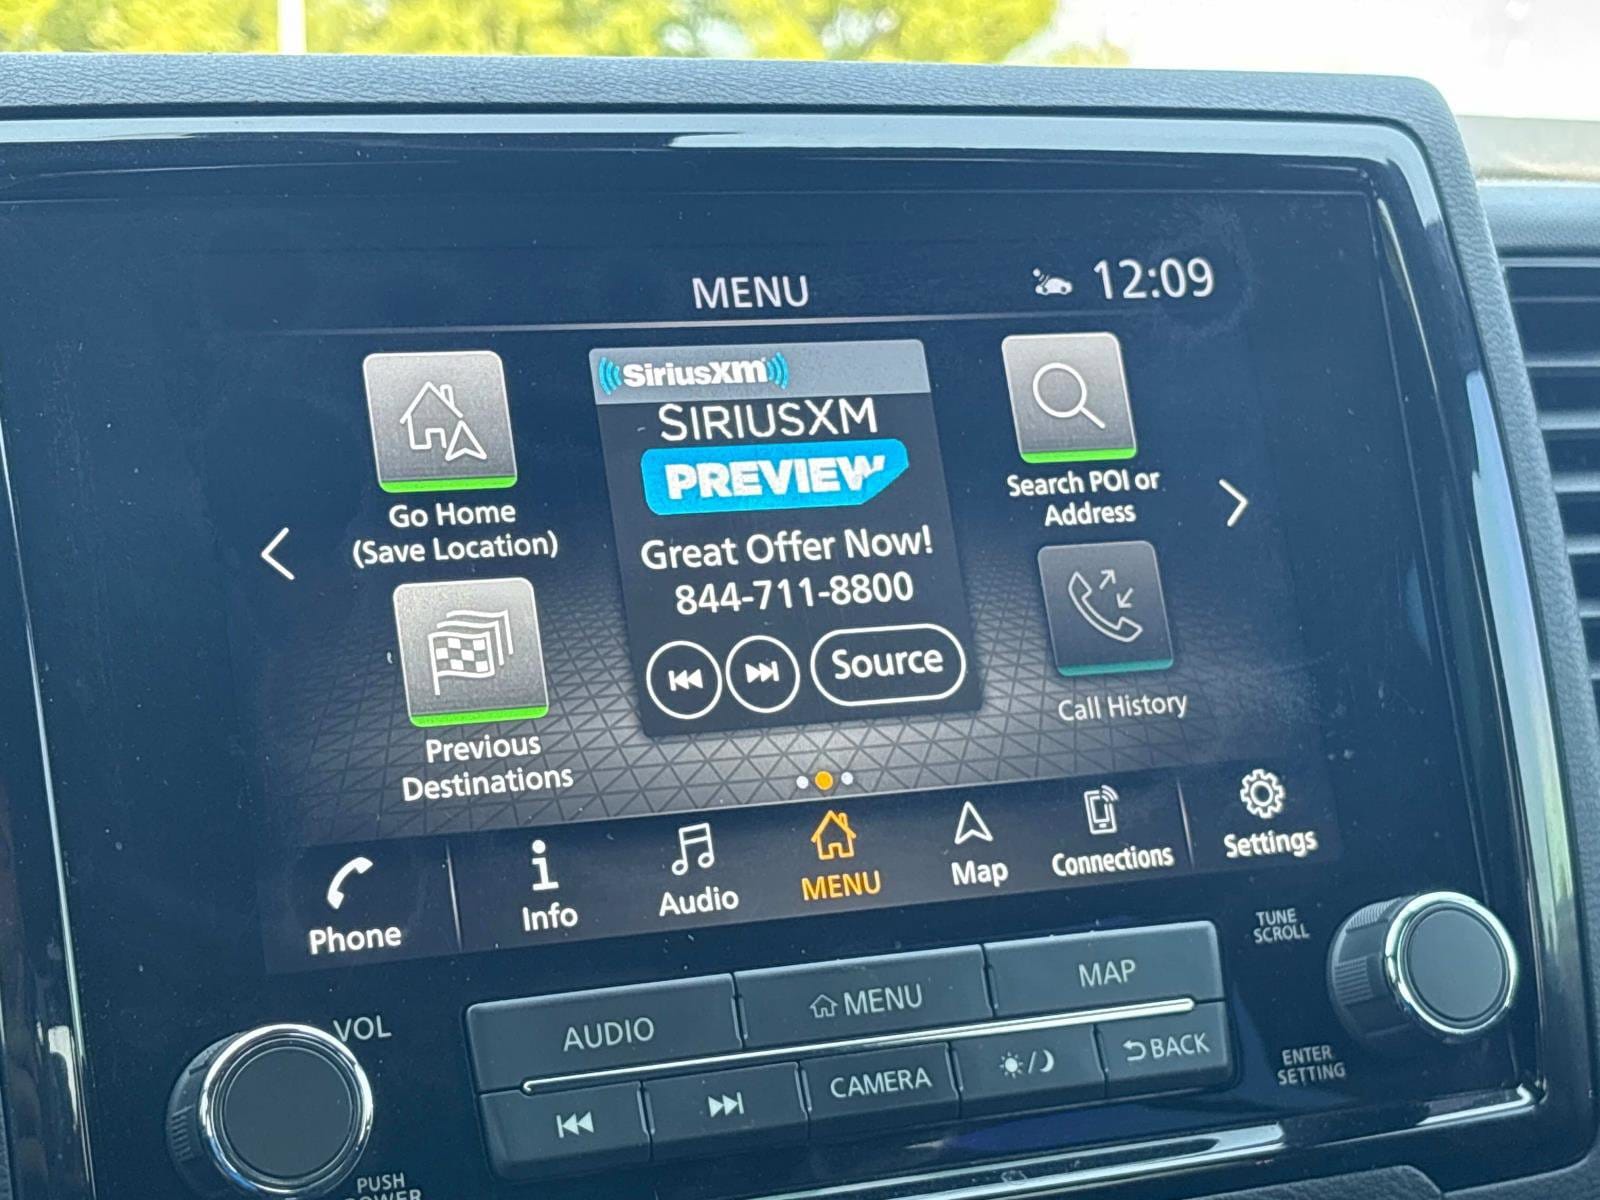 MENU
12:09
Go Home
(Save Location)
Previous
Destinations
SiriusXm
SIRIUSXM
PREVIEW
Great Offer Now!
844-711-8800
Source
Search POI or
Address
Call History
Phone
Info
Audio
MENU
Map
Connections
Settings
VOL
PUSH
POWER
AUDIO
MENU
MAP
CAMERA
/
BACK
TUNE
SCROLL
ENTER
SETTING